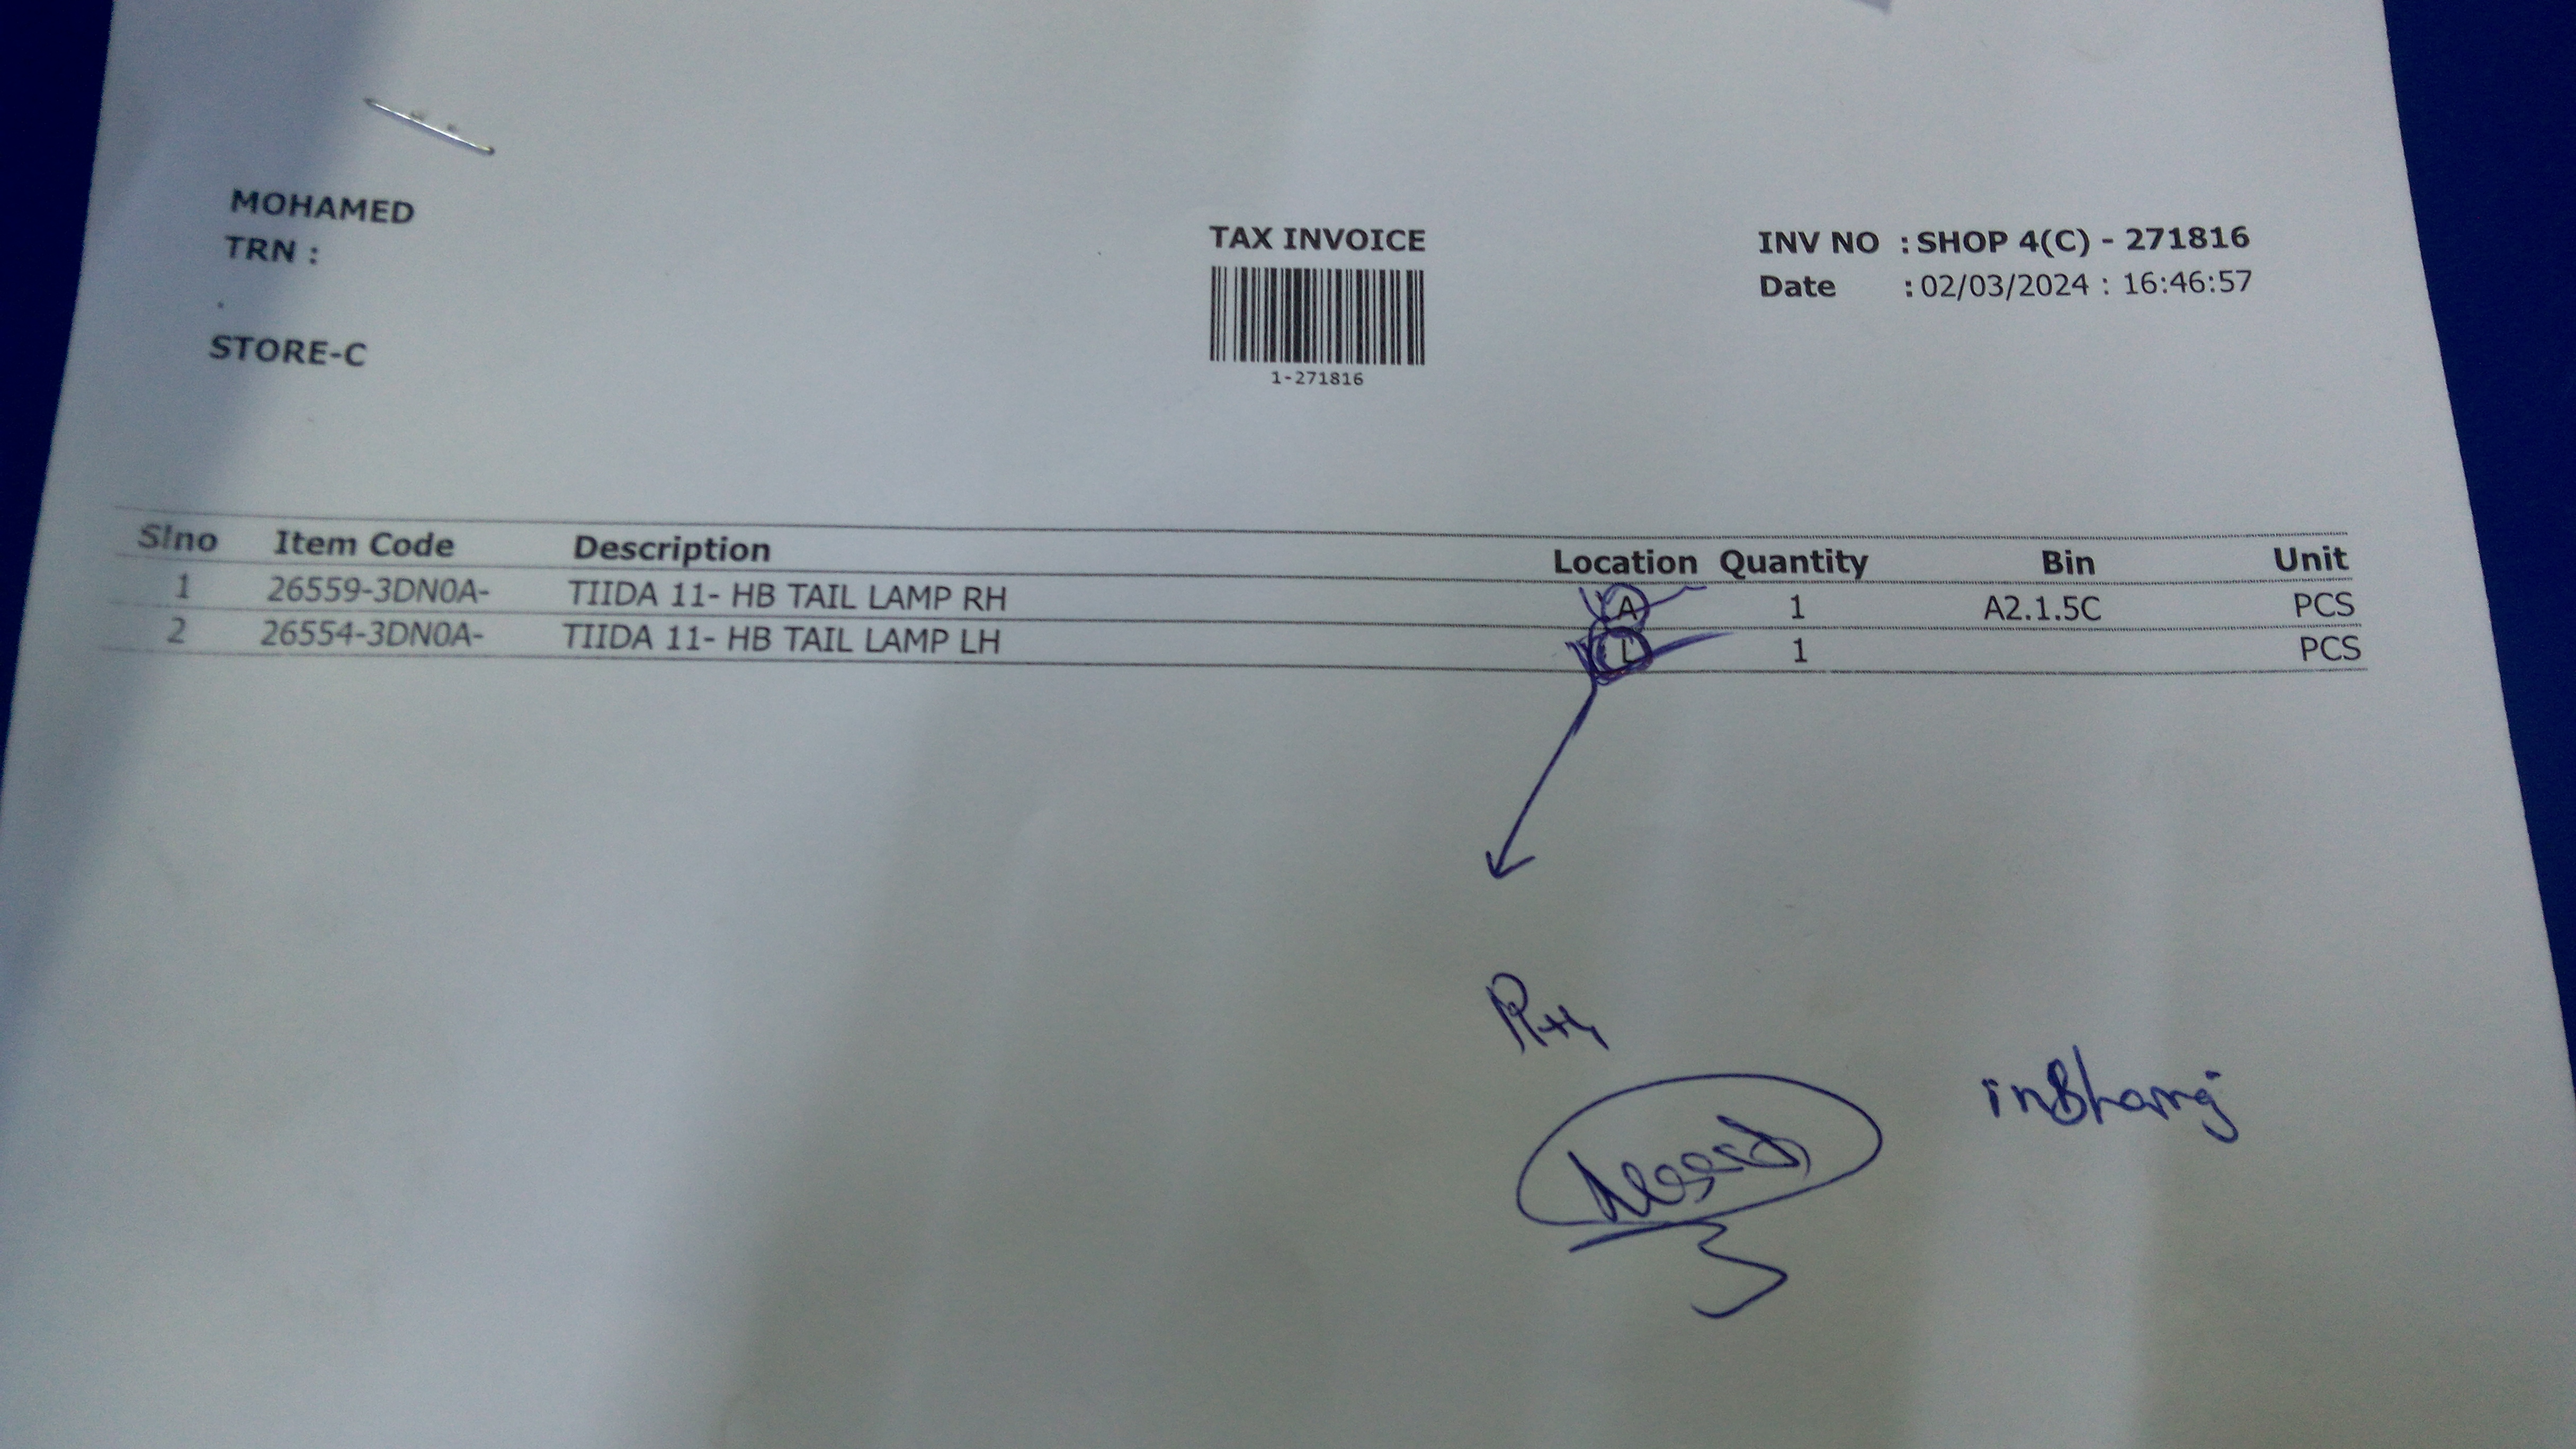 MOHAMED
TRN :
.
STORE-C
TAX INVOICE
1-271816
INV NO : SHOP 4(C) - 271816
Date : 02/03/2024 : 16:46:57
Slno Item Code Description Location Quantity Bin Unit
1 26559-3DN0A- TIIDA 11- HB TAIL LAMP RH A 1 A2.1.5C PCS
2 26554-3DN0A- TIIDA 11- HB TAIL LAMP LH L 1 PCS